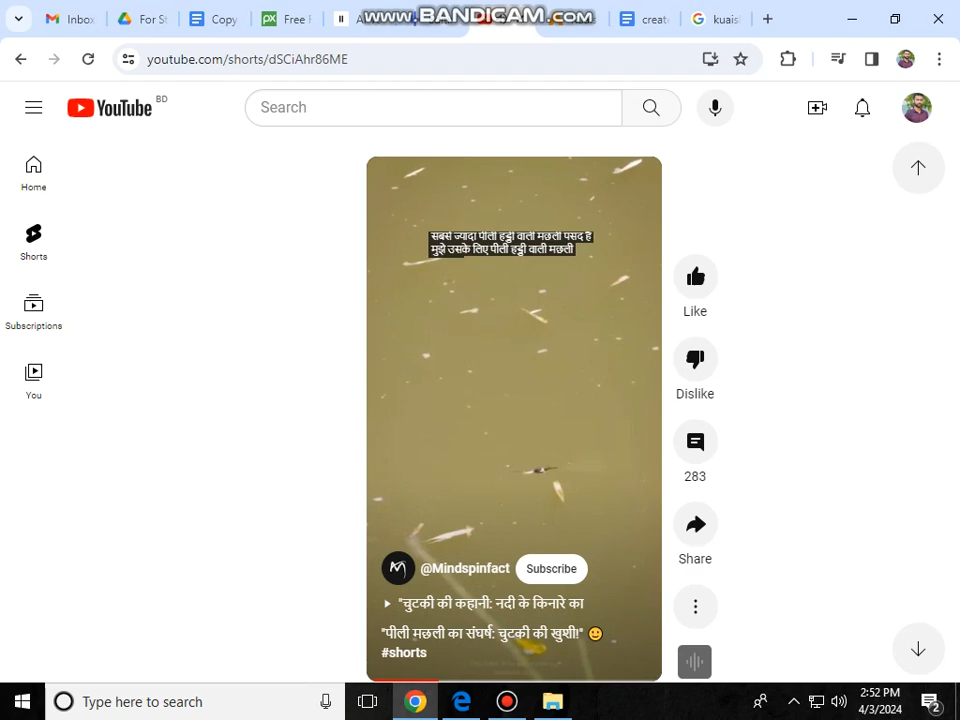 Inbox
For St
Copy
Free F
WWW.BANDICAM.COM
creat
kuais
youtube.com/shorts/dSCiAhr86ME
YouTube BD
Search
Home
Shorts
Subscriptions
You
सबसे ज्यादा पीली हड्डी वाली मछली पसंद है
मुझे उसके लिए पीली हड्डी वाली मछली
Like
Dislike
283
Share
@Mindspinfact
Subscribe
"चुटकी की कहानी: नदी के किनारे का
"पीली मछली का संघर्ष: चुटकी की खुशी!" 🙂
#shorts
Type here to search
2:52 PM
4/3/2024
2